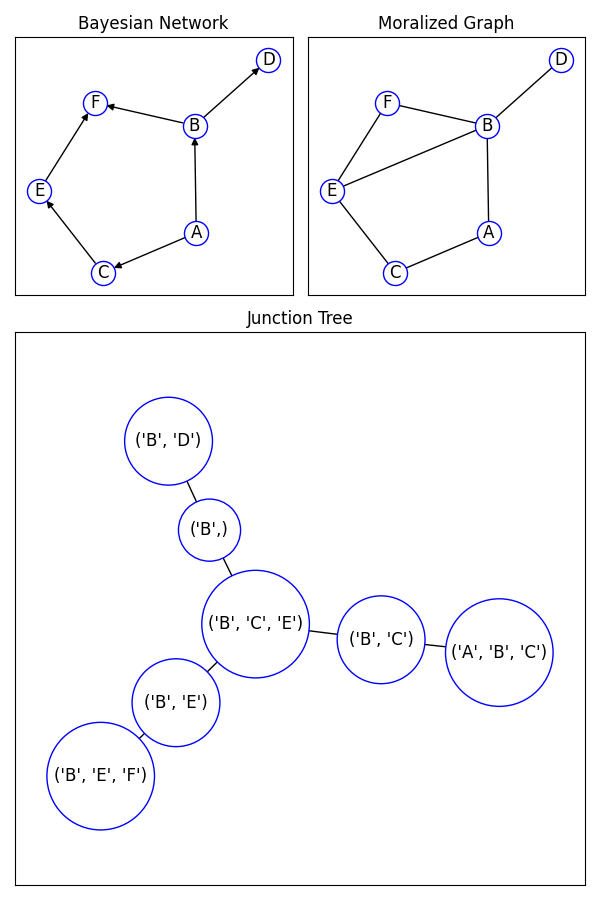 Bayesian Network
D
F
B
E
A
C
Moralized Graph
D
F
B
E
A
C
Junction Tree
('B', 'D')
('B',)
('B', 'C', 'E')
('B', 'C')
('A', 'B', 'C')
('B', 'E')
('B', 'E', 'F')